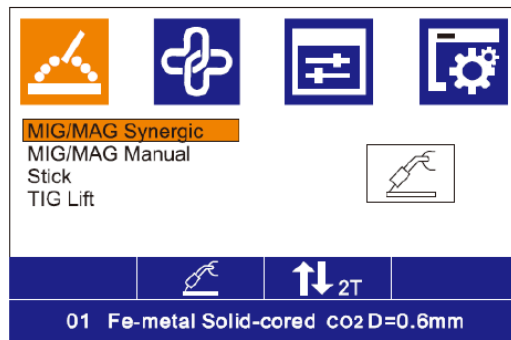 MIG/MAG Synergic
MIG/MAG Manual
Stick
TIG Lift
2T
01 Fe-metal Solid-cored CO2 D=0.6mm